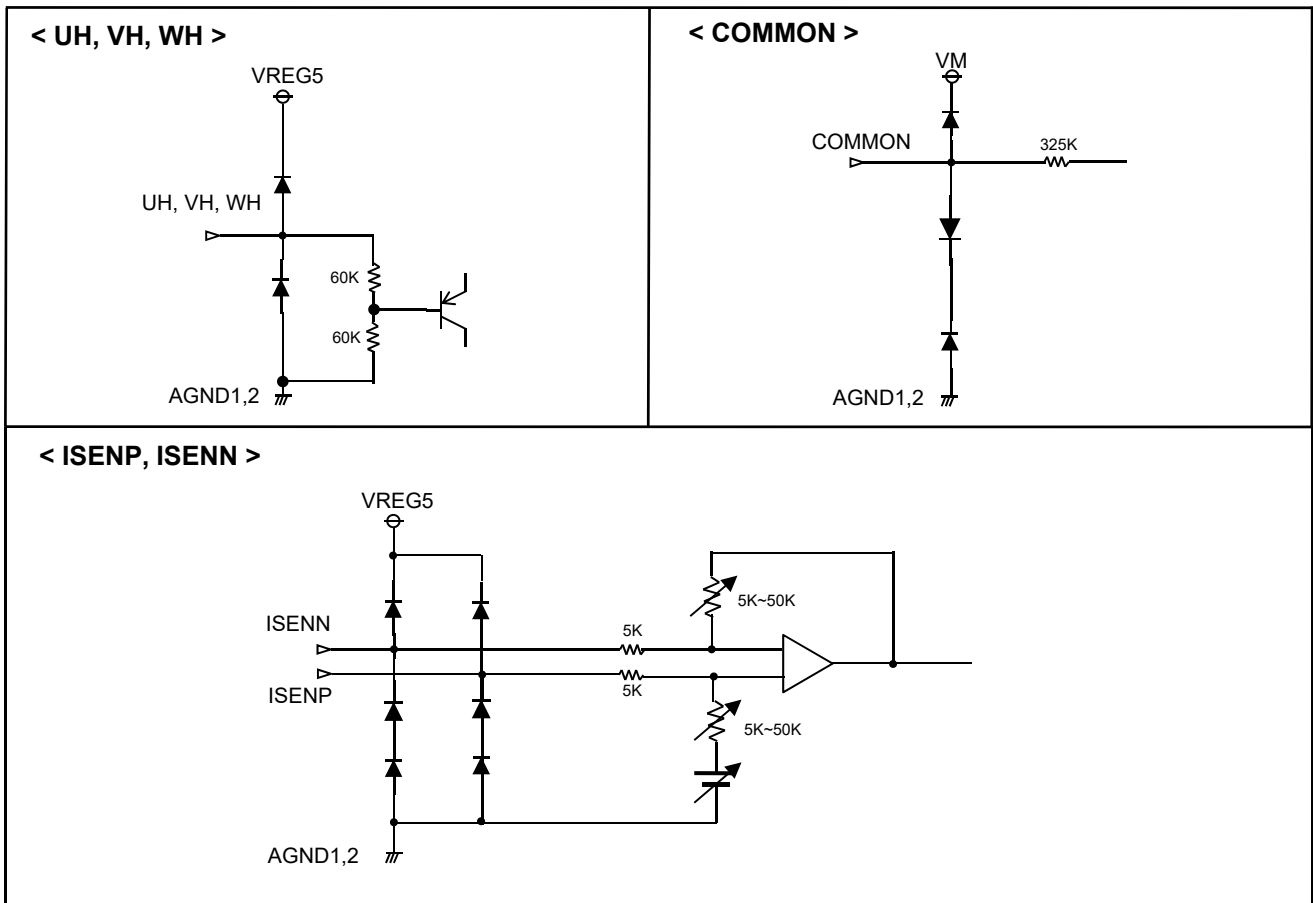 < UH, VH, WH >
VREG5
UH, VH, WH
60K
60K
AGND1,2
< COMMON >
VM
COMMON
325K
AGND1,2
< ISENP, ISENN >
VREG5
5K~50K
ISENN
5K
ISENP
5K
5K~50K
AGND1,2